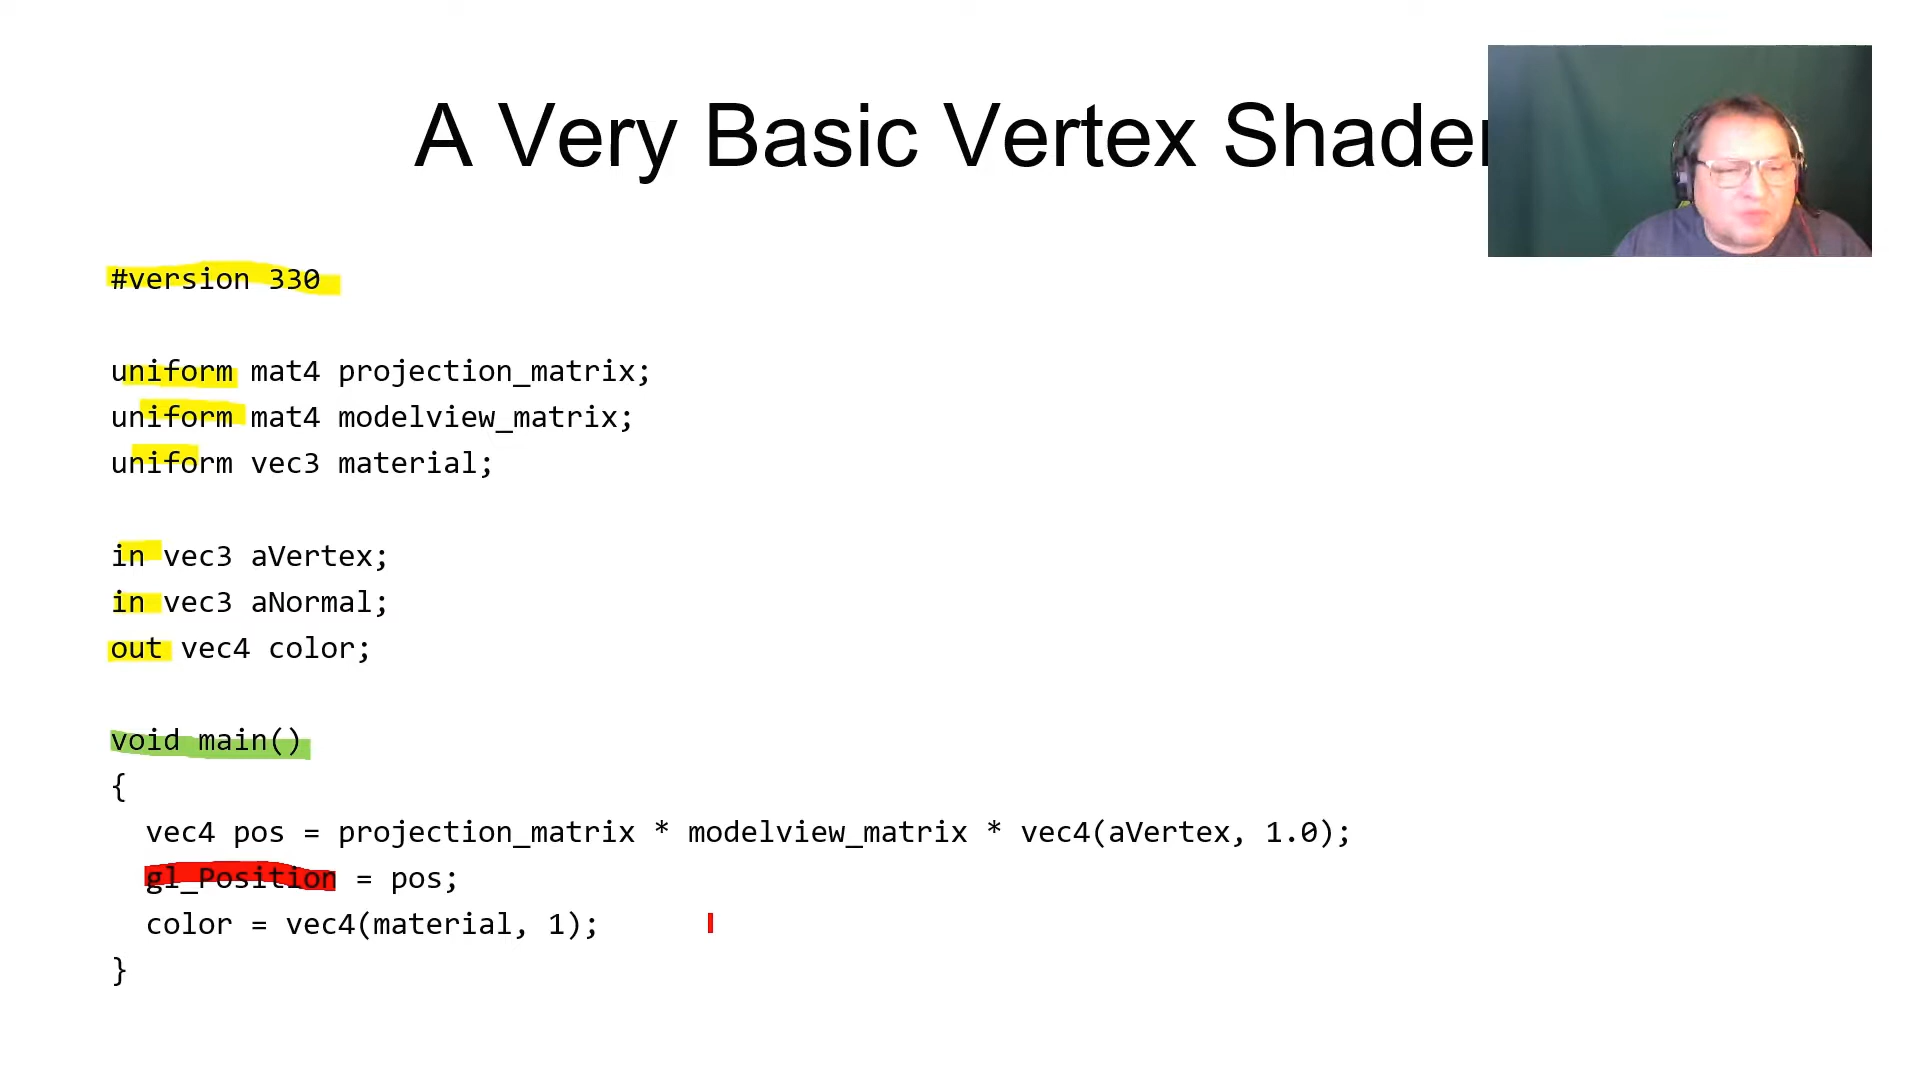 A Very Basic Vertex Shader
#version 330
uniform mat4 projection_matrix;
uniform mat4 modelview_matrix;
uniform vec3 material;
in vec3 aVertex;
in vec3 aNormal;
out vec4 color;
void main()
{
  vec4 pos = projection_matrix * modelview_matrix * vec4(aVertex, 1.0);
  gl_Position = pos;
  color = vec4(material, 1);
}